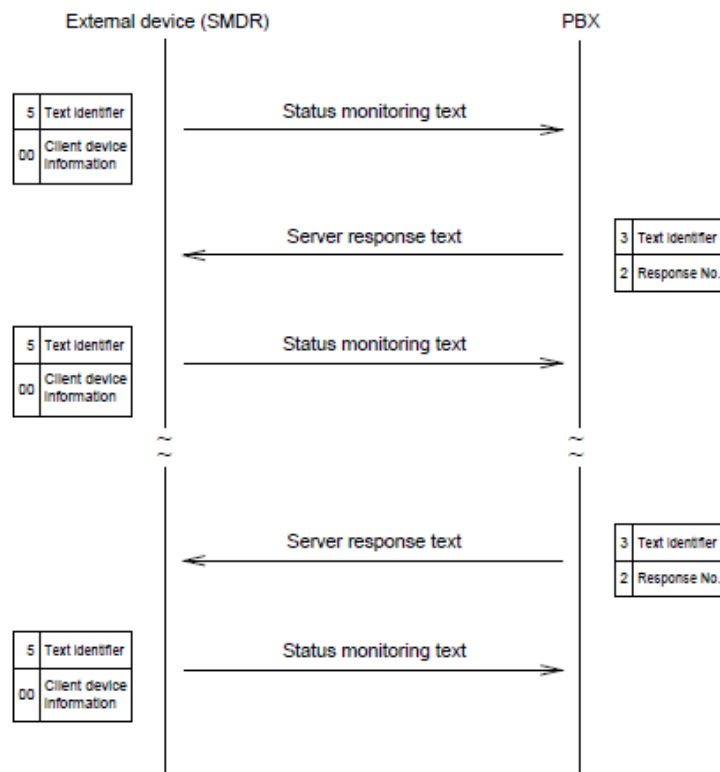 External device (SMDR)
PBX
5 Text Identifier
00 Client device
Information
Status monitoring text
Server response text
3 Text Identifier
2 Response No.
5 Text Identifier
00 Client device
Information
Status monitoring text
~ ~
~ ~
Server response text
3 Text Identifier
2 Response No.
5 Text Identifier
00 Client device
Information
Status monitoring text